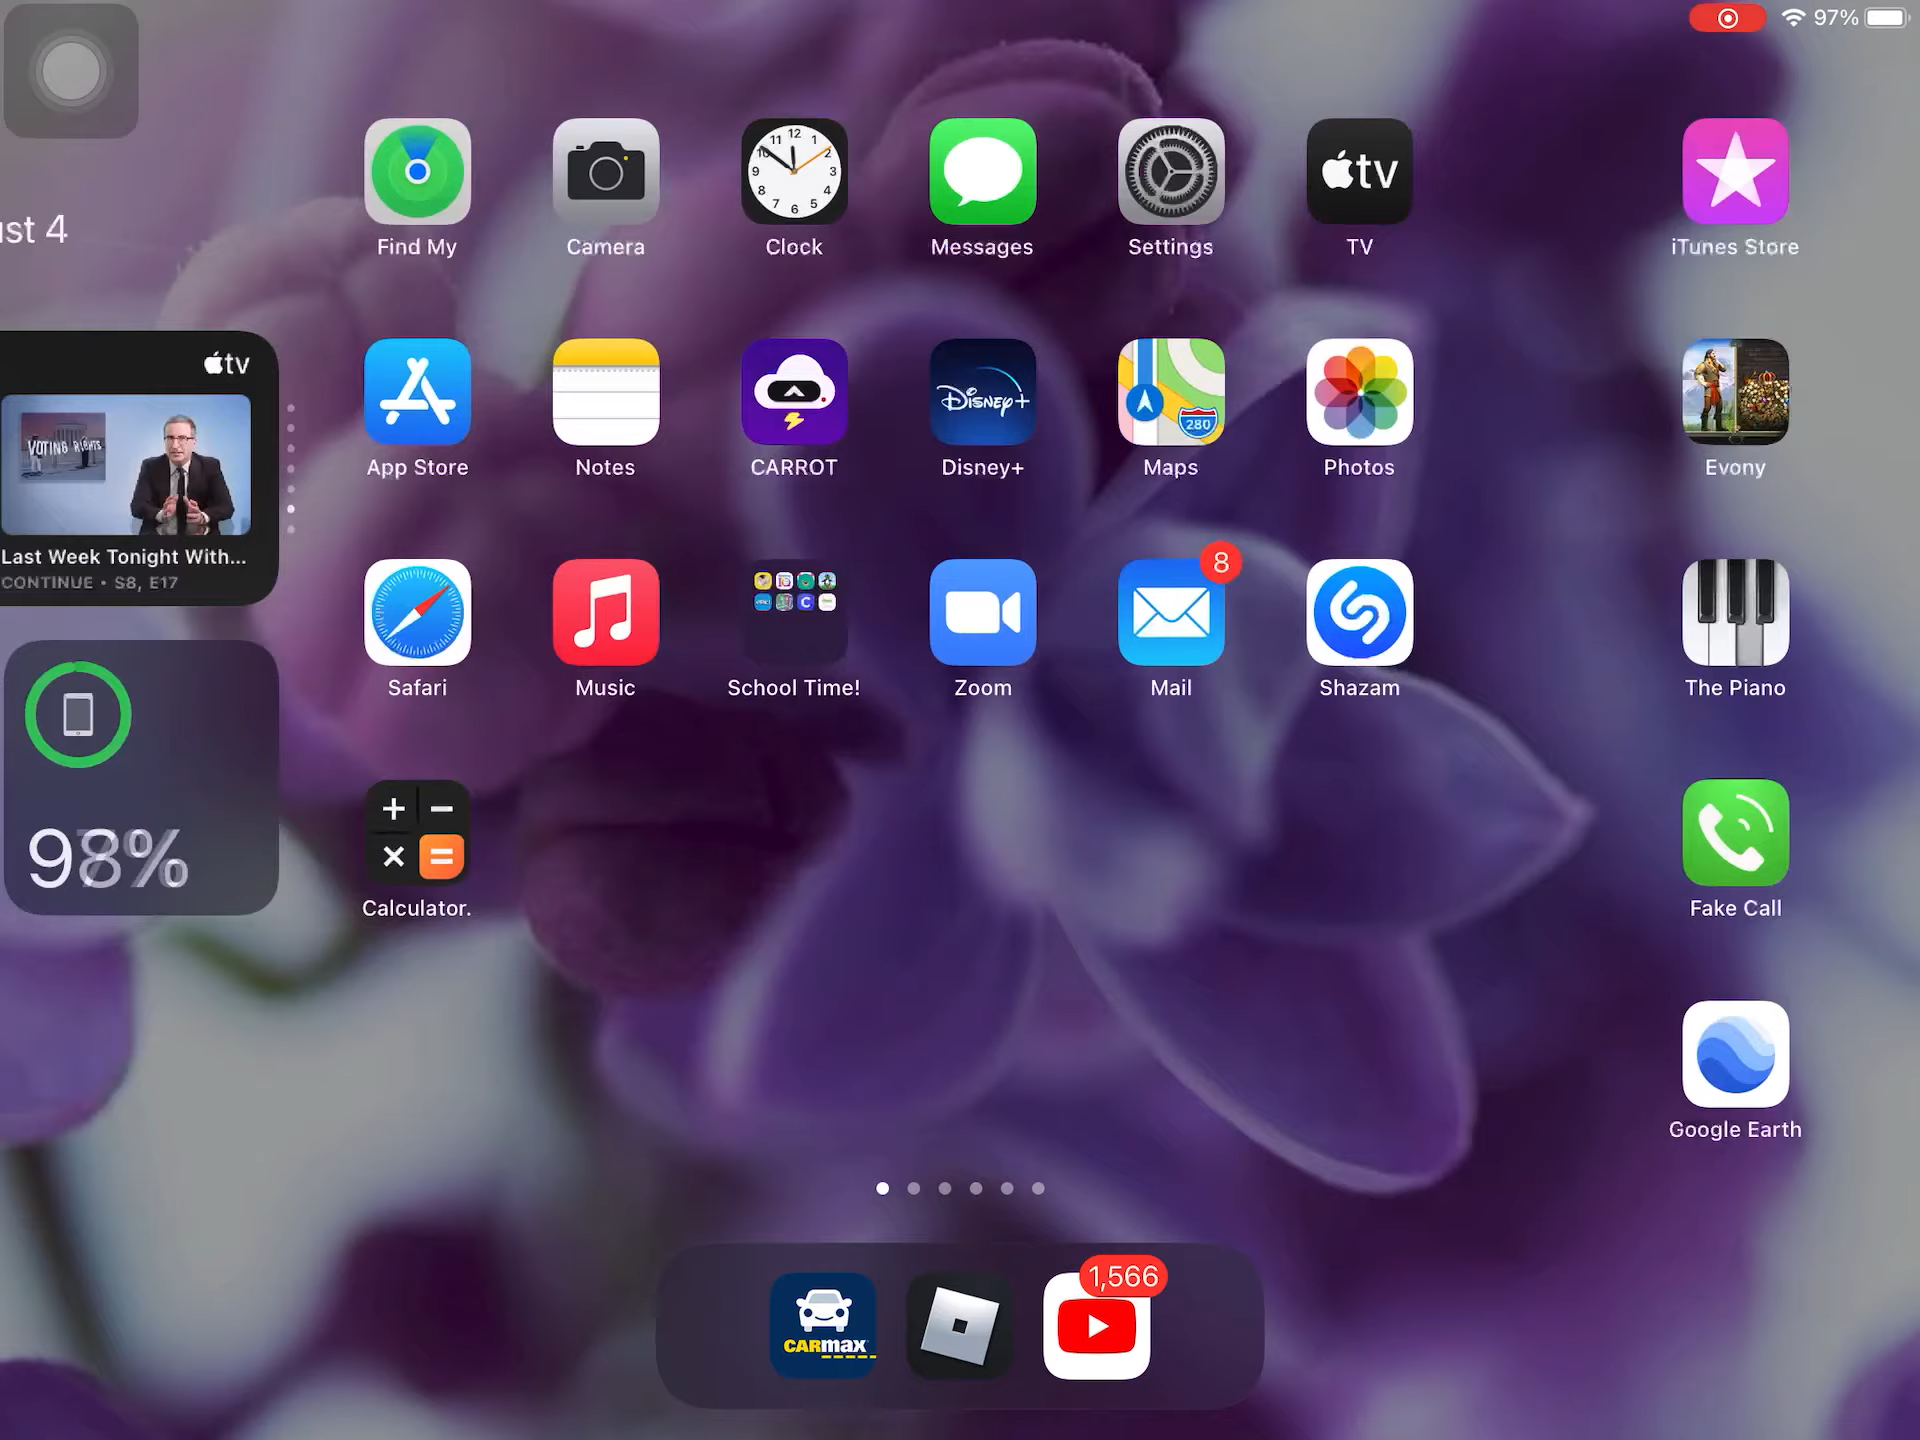 97%
ust 4
Find My
Camera
Clock
Messages
Settings
tv
TV
iTunes Store
tv
VOTING RIGHTS
Last Week Tonight With...
CONTINUE • S8, E17
App Store
Notes
CARROT
Disney+
Disney+
280
Maps
Photos
Evony
8
Safari
Music
School Time!
Zoom
Mail
Shazam
The Piano
Calculator.
Fake Call
Google Earth
CARMAX
1,566